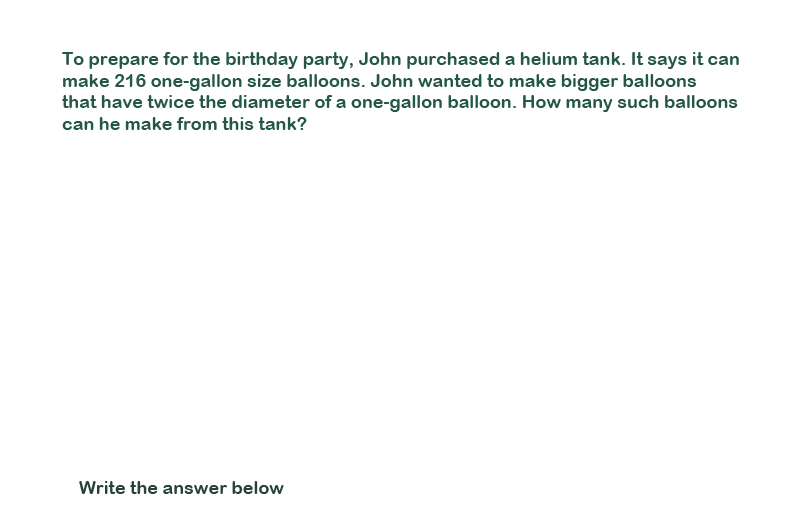 To prepare for the birthday party, John purchased a helium tank. It says it can
make 216 one-gallon size balloons. John wanted to make bigger balloons
that have twice the diameter of a one-gallon balloon. How many such balloons
can he make from this tank?
Write the answer below